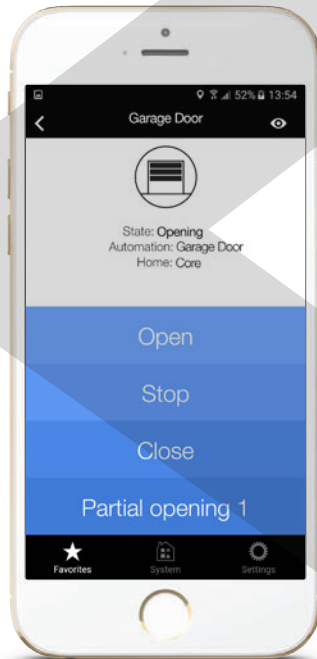 52% 13:54
Garage Door
State: Opening
Automation: Garage Door
Home: Core
Open
Stop
Close
Partial opening 1
Favorites System Settings